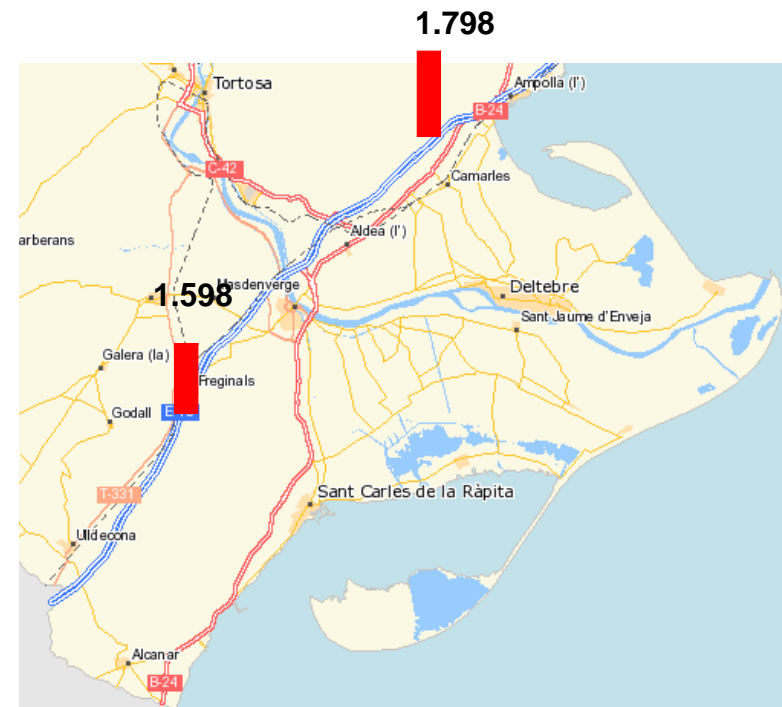 1.798
Tortosa
Ampolla (l')
B-24
C-42
Camarles
Aldea (l')
arberans
Masdenverge
1.598
Deltebre
Sant Jaume d'Enveja
Galera (la)
Freginals
Godall
T-331
Sant Carles de la Ràpita
Ulldecona
Alcanar
B-24